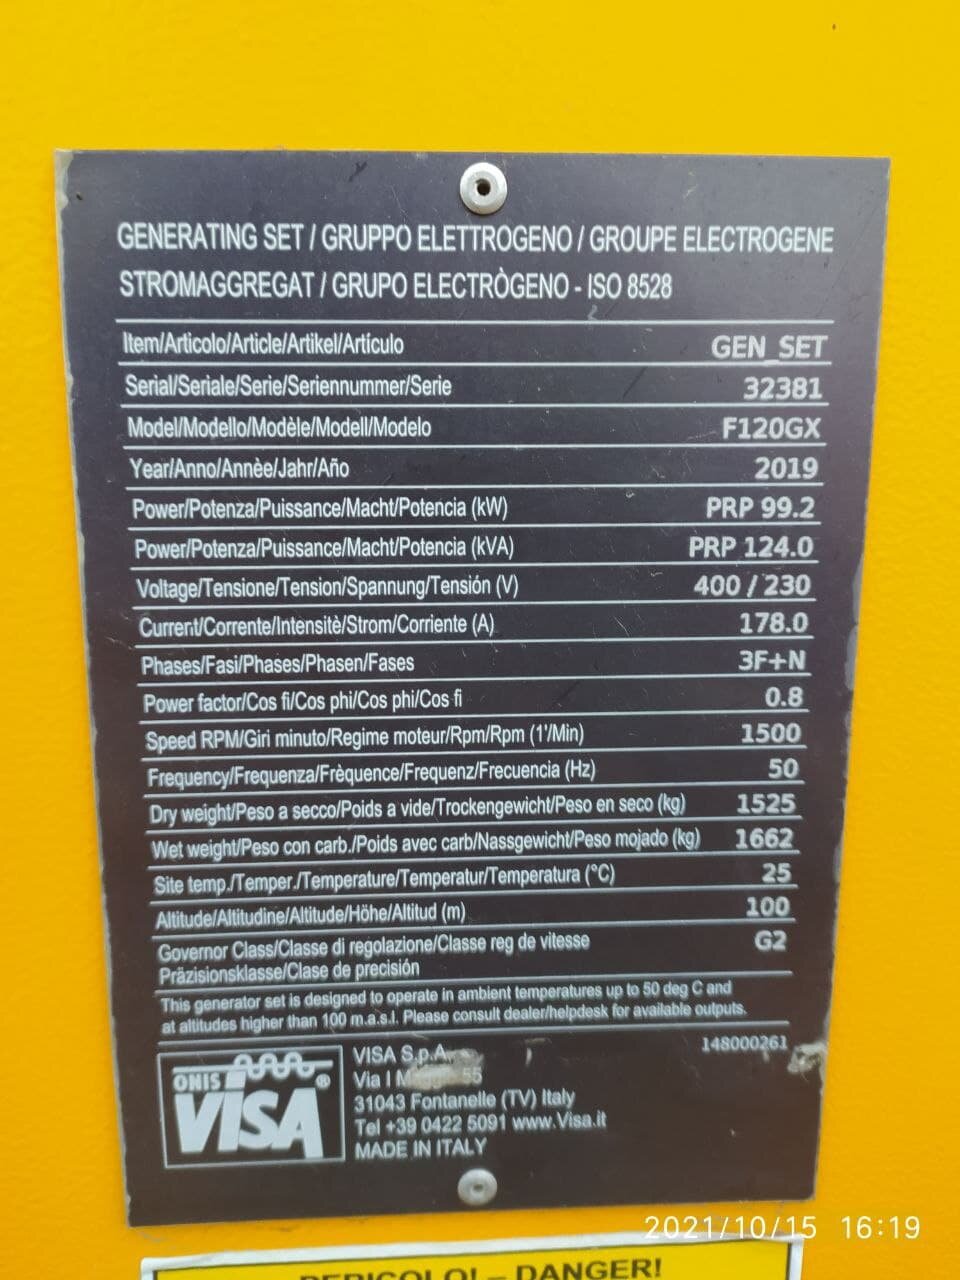 GENERATING SET / GRUPPO ELETTROGENO / GROUPE ELECTROGENE
STROMAGGREGAT / GRUPO ELECTRÒGENO - ISO 8528
Item/Articolo/Article/Artikel/Artículo GEN_SET
Serial/Seriale/Serie/Seriennummer/Serie 32381
Model/Modello/Modèle/Modell/Modelo F120GX
Year/Anno/Annèe/Jahr/Año 2019
Power/Potenza/Puissance/Macht/Potencia (kW) PRP 99.2
Power/Potenza/Puissance/Macht/Potencia (kVA) PRP 124.0
Voltage/Tensione/Tension/Spannung/Tensión (V) 400 / 230
Current/Corrente/Intensitè/Strom/Corriente (A) 178.0
Phases/Fasi/Phases/Phasen/Fases 3F+N
Power factor/Cos fi/Cos phi/Cos phi/Cos fi 0.8
Speed RPM/Giri minuto/Regime moteur/Rpm/Rpm (1'/Min) 1500
Frequency/Frequenza/Frèquence/Frequenz/Frecuencia (Hz) 50
Dry weight/Peso a secco/Poids a vide/Trockengewicht/Peso en seco (kg) 1525
Wet weight/Peso con carb./Poids avec carb/Nassgewicht/Peso mojado (kg) 1662
Site temp./Temper./Temperature/Temperatur/Temperatura (°C) 25
Altitude/Altitudine/Altitude/Höhe/Altitud (m) 100
Governor Class/Classe di regolazione/Classe reg de vitesse G2
Präzisionsklasse/Clase de precisión
This generator set is designed to operate in ambient temperatures up to 50 deg C and
at altitudes higher than 100 m.a.s.l. Please consult dealer/helpdesk for available outputs.
148000261
ONIS
VISA ®
VISA S.p.A.
Via I 55
31043 Fontanelle (TV) Italy
Tel +39 0422 5091 www.Visa.it
MADE IN ITALY
2021/10/15 16:19
PERICOLO! – DANGER!